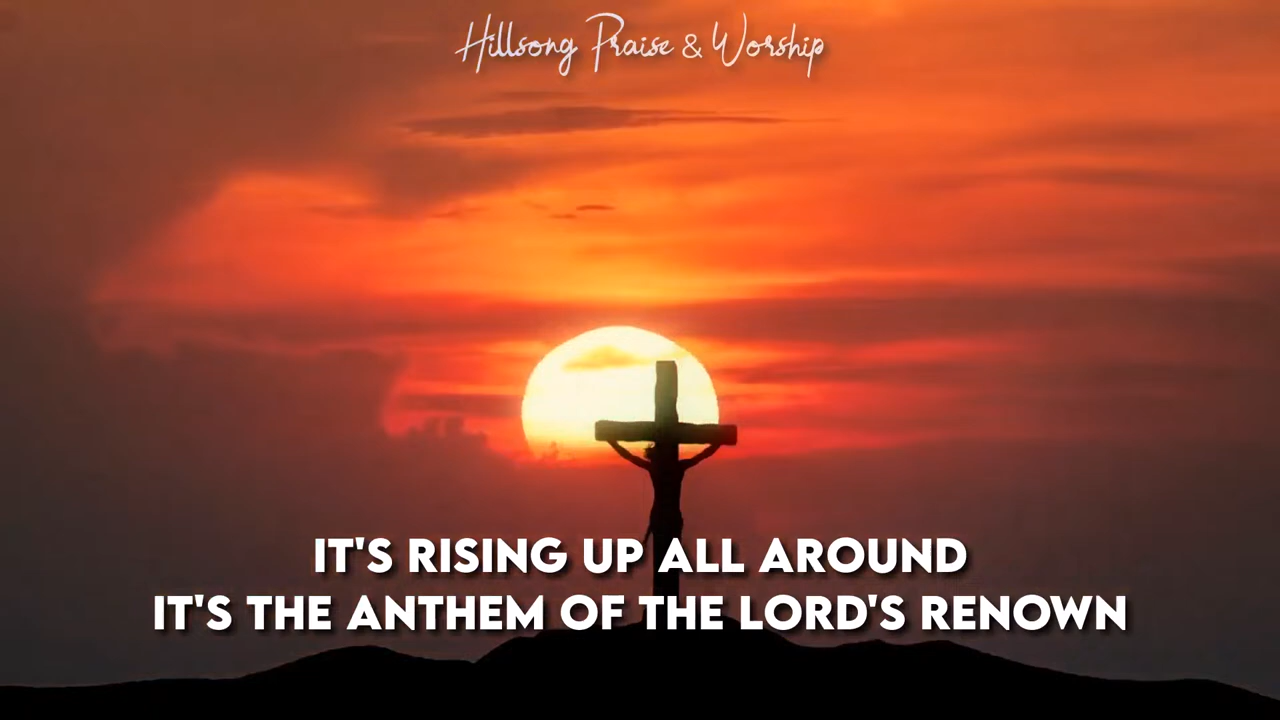 Hillsong Praise & Worship
IT'S RISING UP ALL AROUND
IT'S THE ANTHEM OF THE LORD'S RENOWN